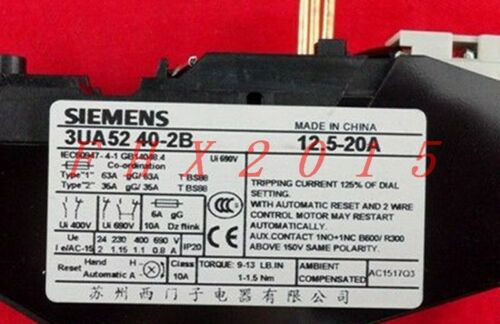 SIEMENS
MADE IN CHINA
3UA52 40-2B
Ui 690V
12.5-20A
EHX2015
IEC60947-4-1 GB14048.4
Co-ordination
Type "1" 63A gG/ 63A T BS88
Type "2" 36A gG/ 35A T BS88
TRIPPING CURRENT 125% OF DIAL
SETTING.
WITH AUTOMATIC RESET AND 2 WIRE
CONTROL MOTOR MAY RESTART
AUTOMATICALLY.
AUX.CONTACT 1NO+1NC B600/ R300
ABOVE 150V SAME POLARITY.
6A gG
Ui 400V Ui 690V 10A Dz flink
CCC
Ue 24 230 400 690 V
I e/AC-15 2 1.15 1.1 0.8 A
IP20
Reset Hand H
Automatic A
Class
10A
TORQUE: 9-13 LB.IN
1-1.5 Nm
AMBIENT
COMPENSATED
AC1517Q3
苏州西门子电器有限公司